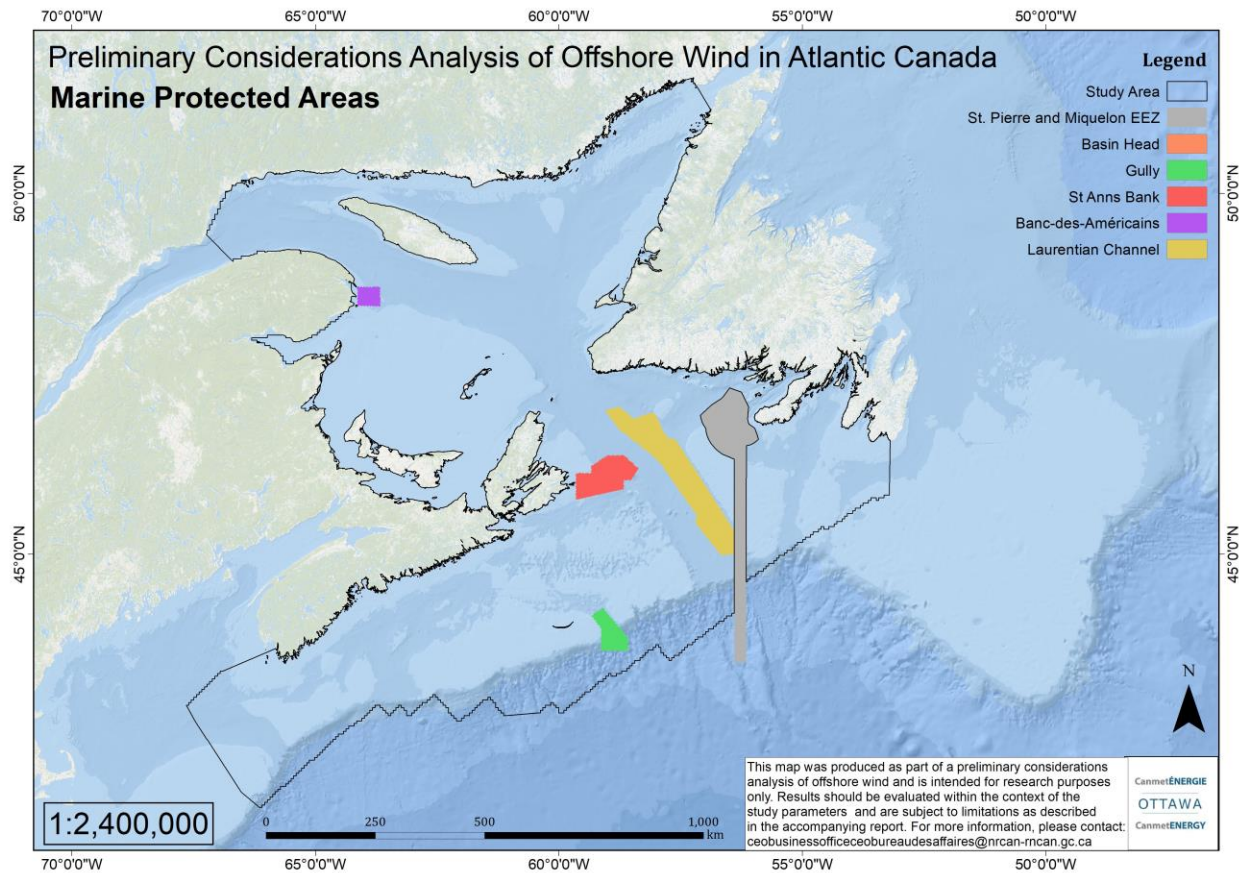 70°0'0"W 65°0'0"W 60°0'0"W 55°0'0"W 50°0'0"W
Preliminary Considerations Analysis of Offshore Wind in Atlantic Canada
Marine Protected Areas
Legend
Study Area
St. Pierre and Miquelon EEZ
Basin Head
Gully
St Anns Bank
Banc-des-Américains
Laurentian Channel
50°0'0"N 50°0'0"N
45°0'0"N 45°0'0"N
N
This map was produced as part of a preliminary considerations
analysis of offshore wind and is intended for research purposes
only. Results should be evaluated within the context of the
study parameters and are subject to limitations as described
in the accompanying report. For more information, please contact:
ceobusinessofficeceobureaudesaffaires@nrcan-rncan.gc.ca
CanmetÉNERGIE
OTTAWA
CanmetENERGY
1:2,400,000
0 250 500 1,000
km
70°0'0"W 65°0'0"W 60°0'0"W 55°0'0"W 50°0'0"W